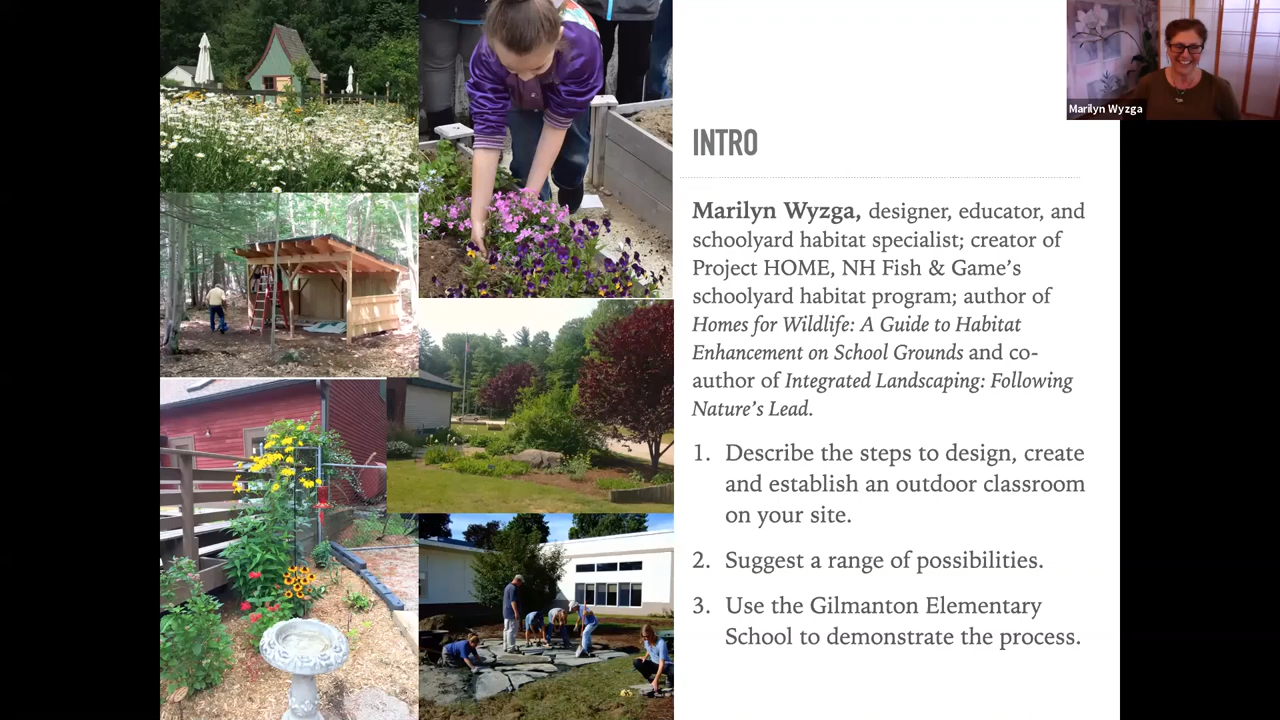 Marilyn Wyzga
INTRO
Marilyn Wyzga, designer, educator, and
schoolyard habitat specialist; creator of
Project HOME, NH Fish & Game’s
schoolyard habitat program; author of
Homes for Wildlife: A Guide to Habitat
Enhancement on School Grounds and co-
author of Integrated Landscaping: Following
Nature’s Lead.
1. Describe the steps to design, create
and establish an outdoor classroom
on your site.
2. Suggest a range of possibilities.
3. Use the Gilmanton Elementary
School to demonstrate the process.